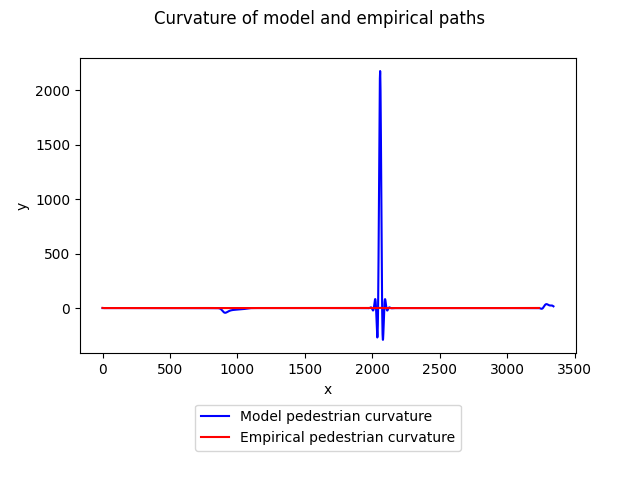 Curvature of model and empirical paths
2000
1500
1000
500
0
y
0 500 1000 1500 2000 2500 3000 3500
x
Model pedestrian curvature
Empirical pedestrian curvature